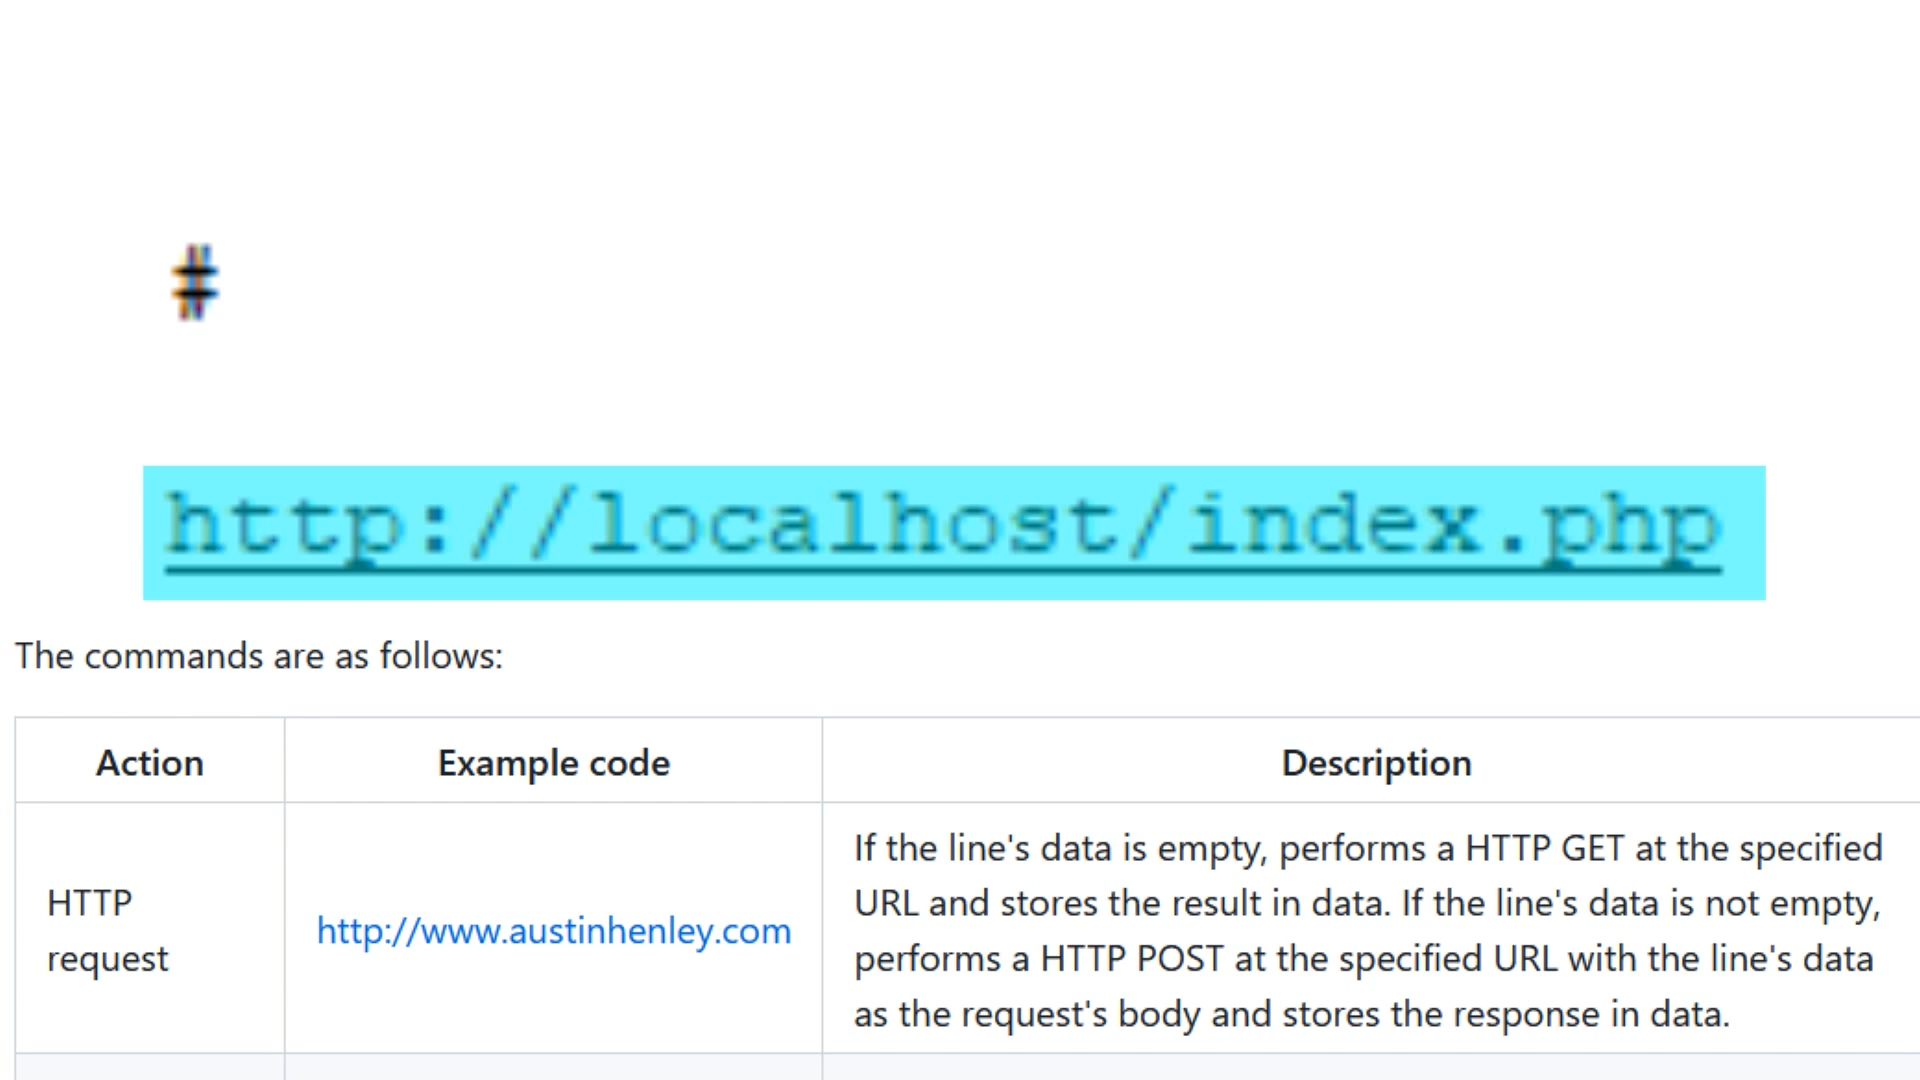 #
http://localhost/index.php
The commands are as follows:
Action Example code Description
HTTP
request
http://www.austinhenley.com
If the line's data is empty, performs a HTTP GET at the specified
URL and stores the result in data. If the line's data is not empty,
performs a HTTP POST at the specified URL with the line's data
as the request's body and stores the response in data.